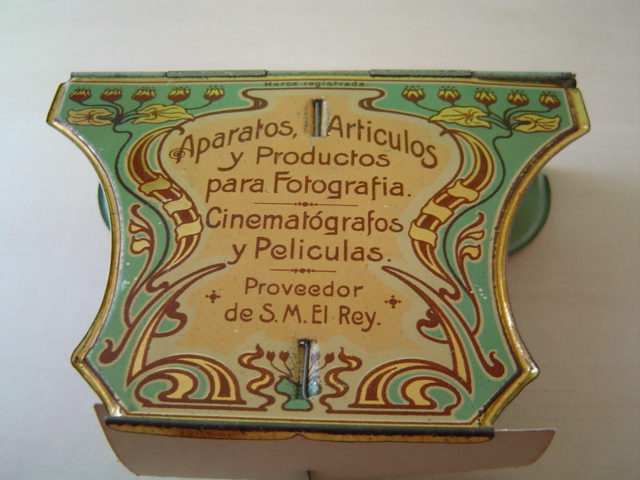 Marca registrada.
Aparatos, Articulos
y Productos
para Fotografia.
Cinematógrafos
y Peliculas.
Proveedor
de S. M. El Rey.